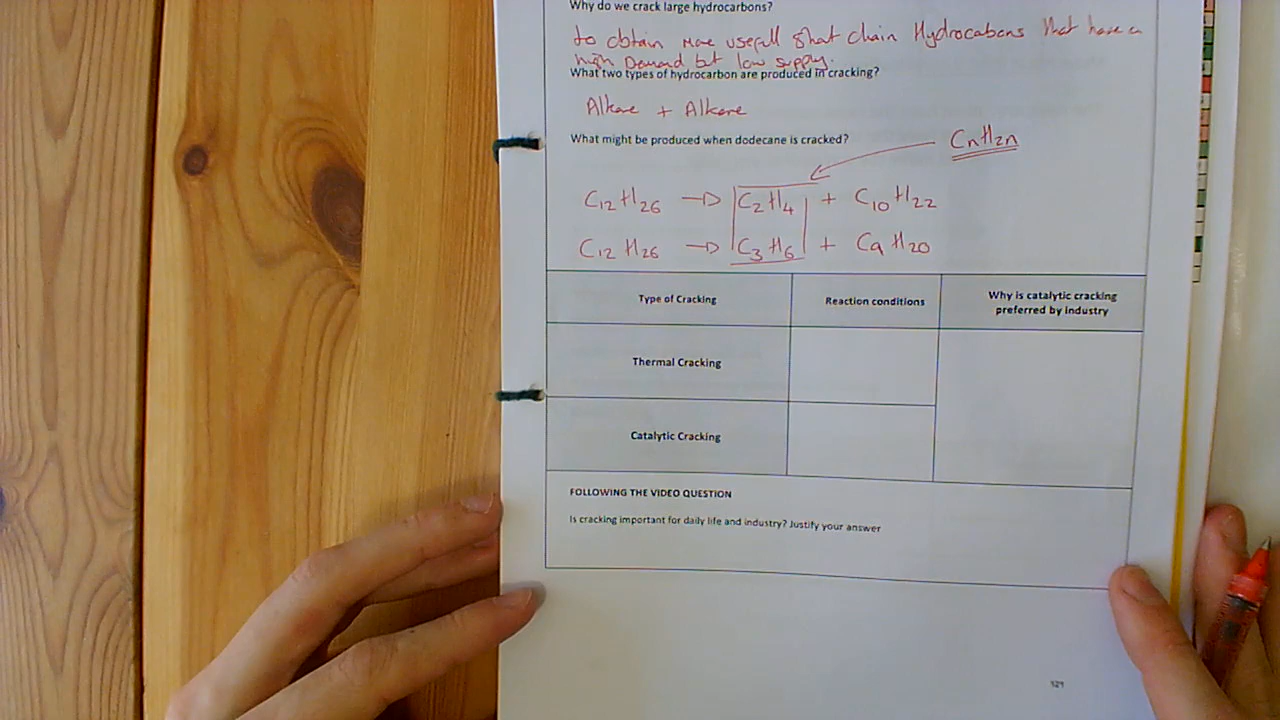 Why do we crack large hydrocarbons?
to obtain more usefull shat chain Hydrocabons that have a
high Demand but low supply.
What two types of hydrocarbon are produced in cracking?
Alkane + Alkene
What might be produced when dodecane is cracked?
CnH2n
C12H26 → C2H4 + C10H22
C12H26 → C3H6 + C9H20
Type of Cracking
Reaction conditions
Why is catalytic cracking
preferred by industry
Thermal Cracking
Catalytic Cracking
FOLLOWING THE VIDEO QUESTION
Is cracking important for daily life and industry? Justify your answer
121